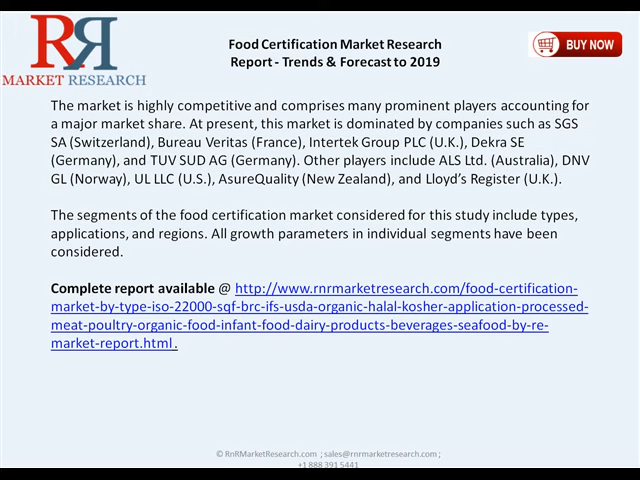 RR
MARKET RESEARCH
Food Certification Market Research
Report - Trends & Forecast to 2019
BUY NOW
The market is highly competitive and comprises many prominent players accounting for
a major market share. At present, this market is dominated by companies such as SGS
SA (Switzerland), Bureau Veritas (France), Intertek Group PLC (U.K.), Dekra SE
(Germany), and TUV SUD AG (Germany). Other players include ALS Ltd. (Australia), DNV
GL (Norway), UL LLC (U.S.), AsureQuality (New Zealand), and Lloyd’s Register (U.K.).
The segments of the food certification market considered for this study include types,
applications, and regions. All growth parameters in individual segments have been
considered.
Complete report available @ http://www.rnrmarketresearch.com/food-certification-
market-by-type-iso-22000-sqf-brc-ifs-usda-organic-halal-kosher-application-processed-
meat-poultry-organic-food-infant-food-dairy-products-beverages-seafood-by-re-
market-report.html .
© RnRMarketResearch.com ; sales@rnrmarketresearch.com ;
+1 888 391 5441